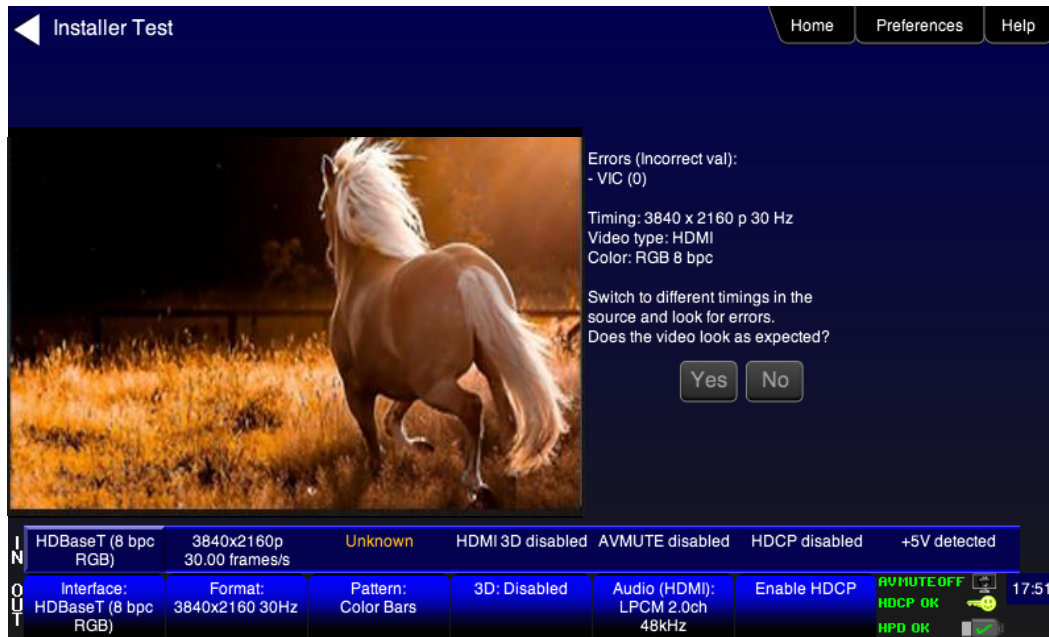 Installer Test
Home
Preferences
Help
Errors (Incorrect val):
- VIC (0)
Timing: 3840 x 2160 p 30 Hz
Video type: HDMI
Color: RGB 8 bpc
Switch to different timings in the
source and look for errors.
Does the video look as expected?
Yes
No
IN
HDBaseT (8 bpc
RGB)
3840x2160p
30.00 frames/s
Unknown
HDMI 3D disabled
AVMUTE disabled
HDCP disabled
+5V detected
OUT
Interface:
HDBaseT (8 bpc
RGB)
Format:
3840x2160 30Hz
Pattern:
Color Bars
3D: Disabled
Audio (HDMI):
LPCM 2.0ch
48kHz
Enable HDCP
AVMUTE OFF
HDCP OK
HPD OK
17:51